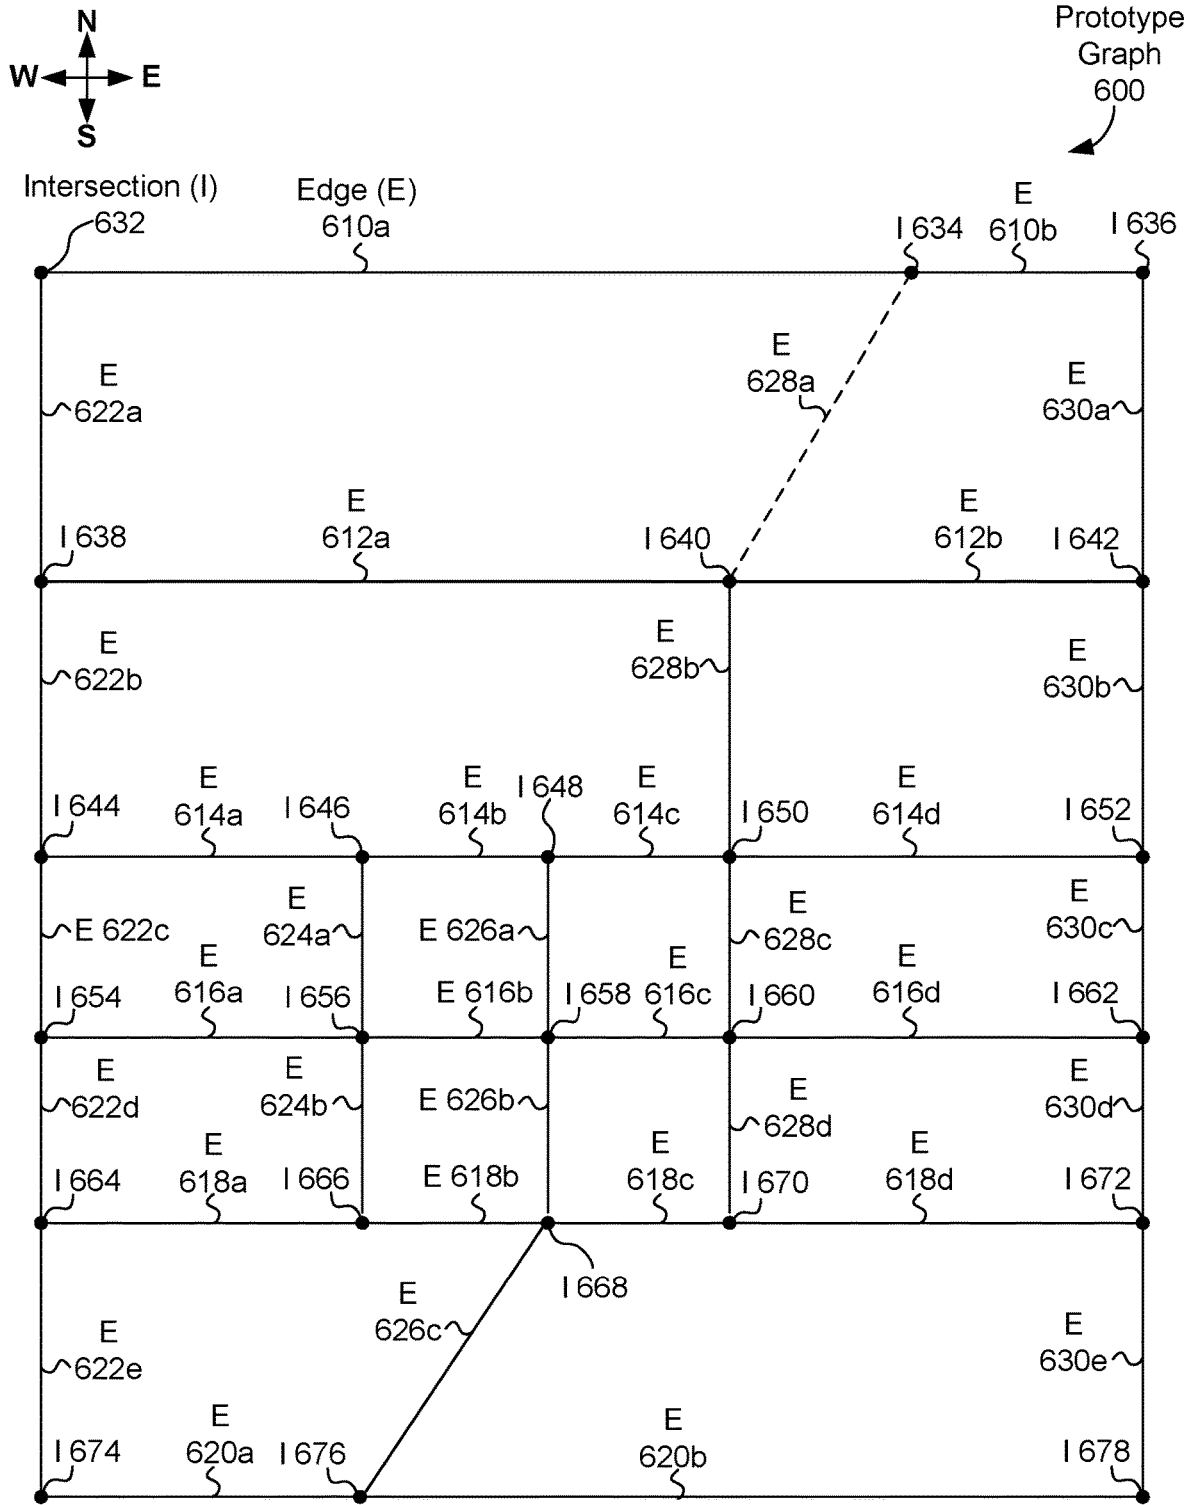 N
W E
S
Prototype
Graph
600
Intersection (I)
632
Edge (E)
610a
I 634
E
610b
I 636
E
622a
E
628a
E
630a
I 638
E
612a
I 640
E
612b
I 642
E
622b
E
628b
E
630b
I 644
E
614a
I 646
E
614b
I 648
E
614c
I 650
E
614d
I 652
E 622c
E
624a
E 626a
E
628c
E
630c
I 654
E
616a
I 656
E 616b
I 658
E
616c
I 660
E
616d
I 662
E
622d
E
624b
E 626b
E
628d
E
630d
I 664
E
618a
I 666
E 618b
E
618c
I 670
E
618d
I 672
I 668
E
622e
E
626c
E
630e
I 674
E
620a
I 676
E
620b
I 678